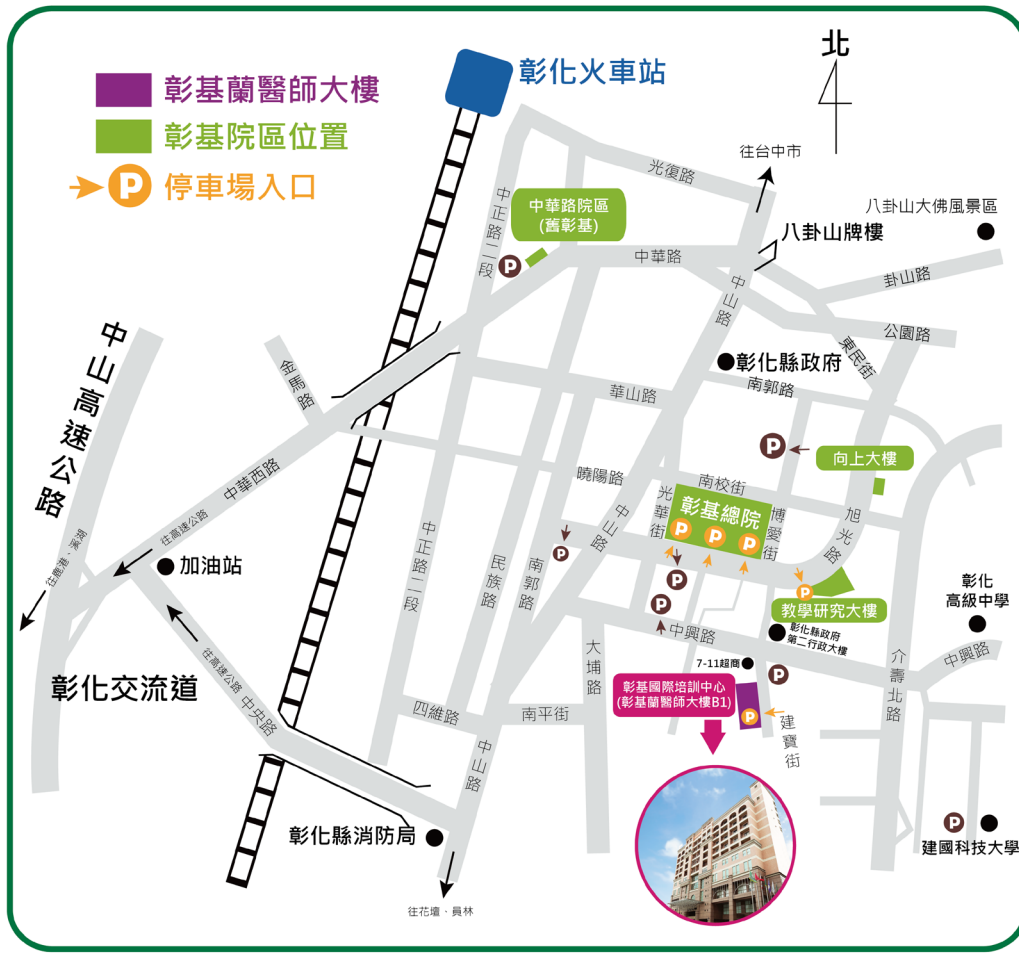 彰基蘭醫師大樓
彰基院區位置
P 停車場入口
彰化火車站
北
往台中市
光復路
中正路二段
中華路院區
(舊彰基)
P
中華路
八卦山牌樓
八卦山大佛風景區
卦山路
中山路
公園路
東民街
彰化縣政府
南郭路
中山高速公路
金馬路
華山路
P
向上大樓
中華西路
曉陽路
南校街
光華街
彰基總院
P P P
博愛街
旭光路
往高速公路
往鹿港·溪湖
加油站
中正路二段
民族路
南郭路
中山路
P
P
P
P
教學研究大樓
彰化
高級中學
中興路
彰化縣政府
第二行政大樓
中興路
大埔路
7-11超商
P
介壽北路
往高速公路
中央路
彰化交流道
彰基國際培訓中心
(彰基蘭醫師大樓B1)
P
建寶街
四維路
南平街
中山路
彰化縣消防局
P
建國科技大學
往花壇·員林